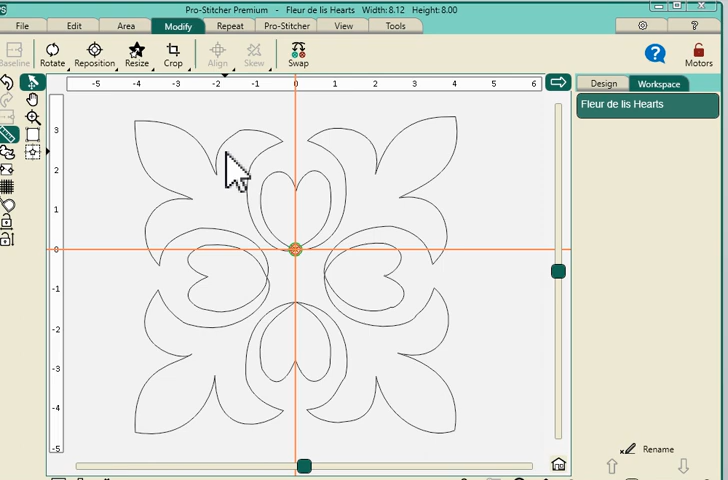 S Pro-Stitcher Premium - Fleur de lis Hearts Width: 8.12 Height: 8.00
File Edit Area Modify Repeat Pro-Stitcher View Tools ?
Baseline Rotate Reposition Resize Crop Align Skew Swap ? Motors
-5 -4 -3 -2 -1 0 1 2 3 4 5 6
Design Workspace
Fleur de lis Hearts
3
2
1
0
-1
-2
-3
-4
-5
Rename